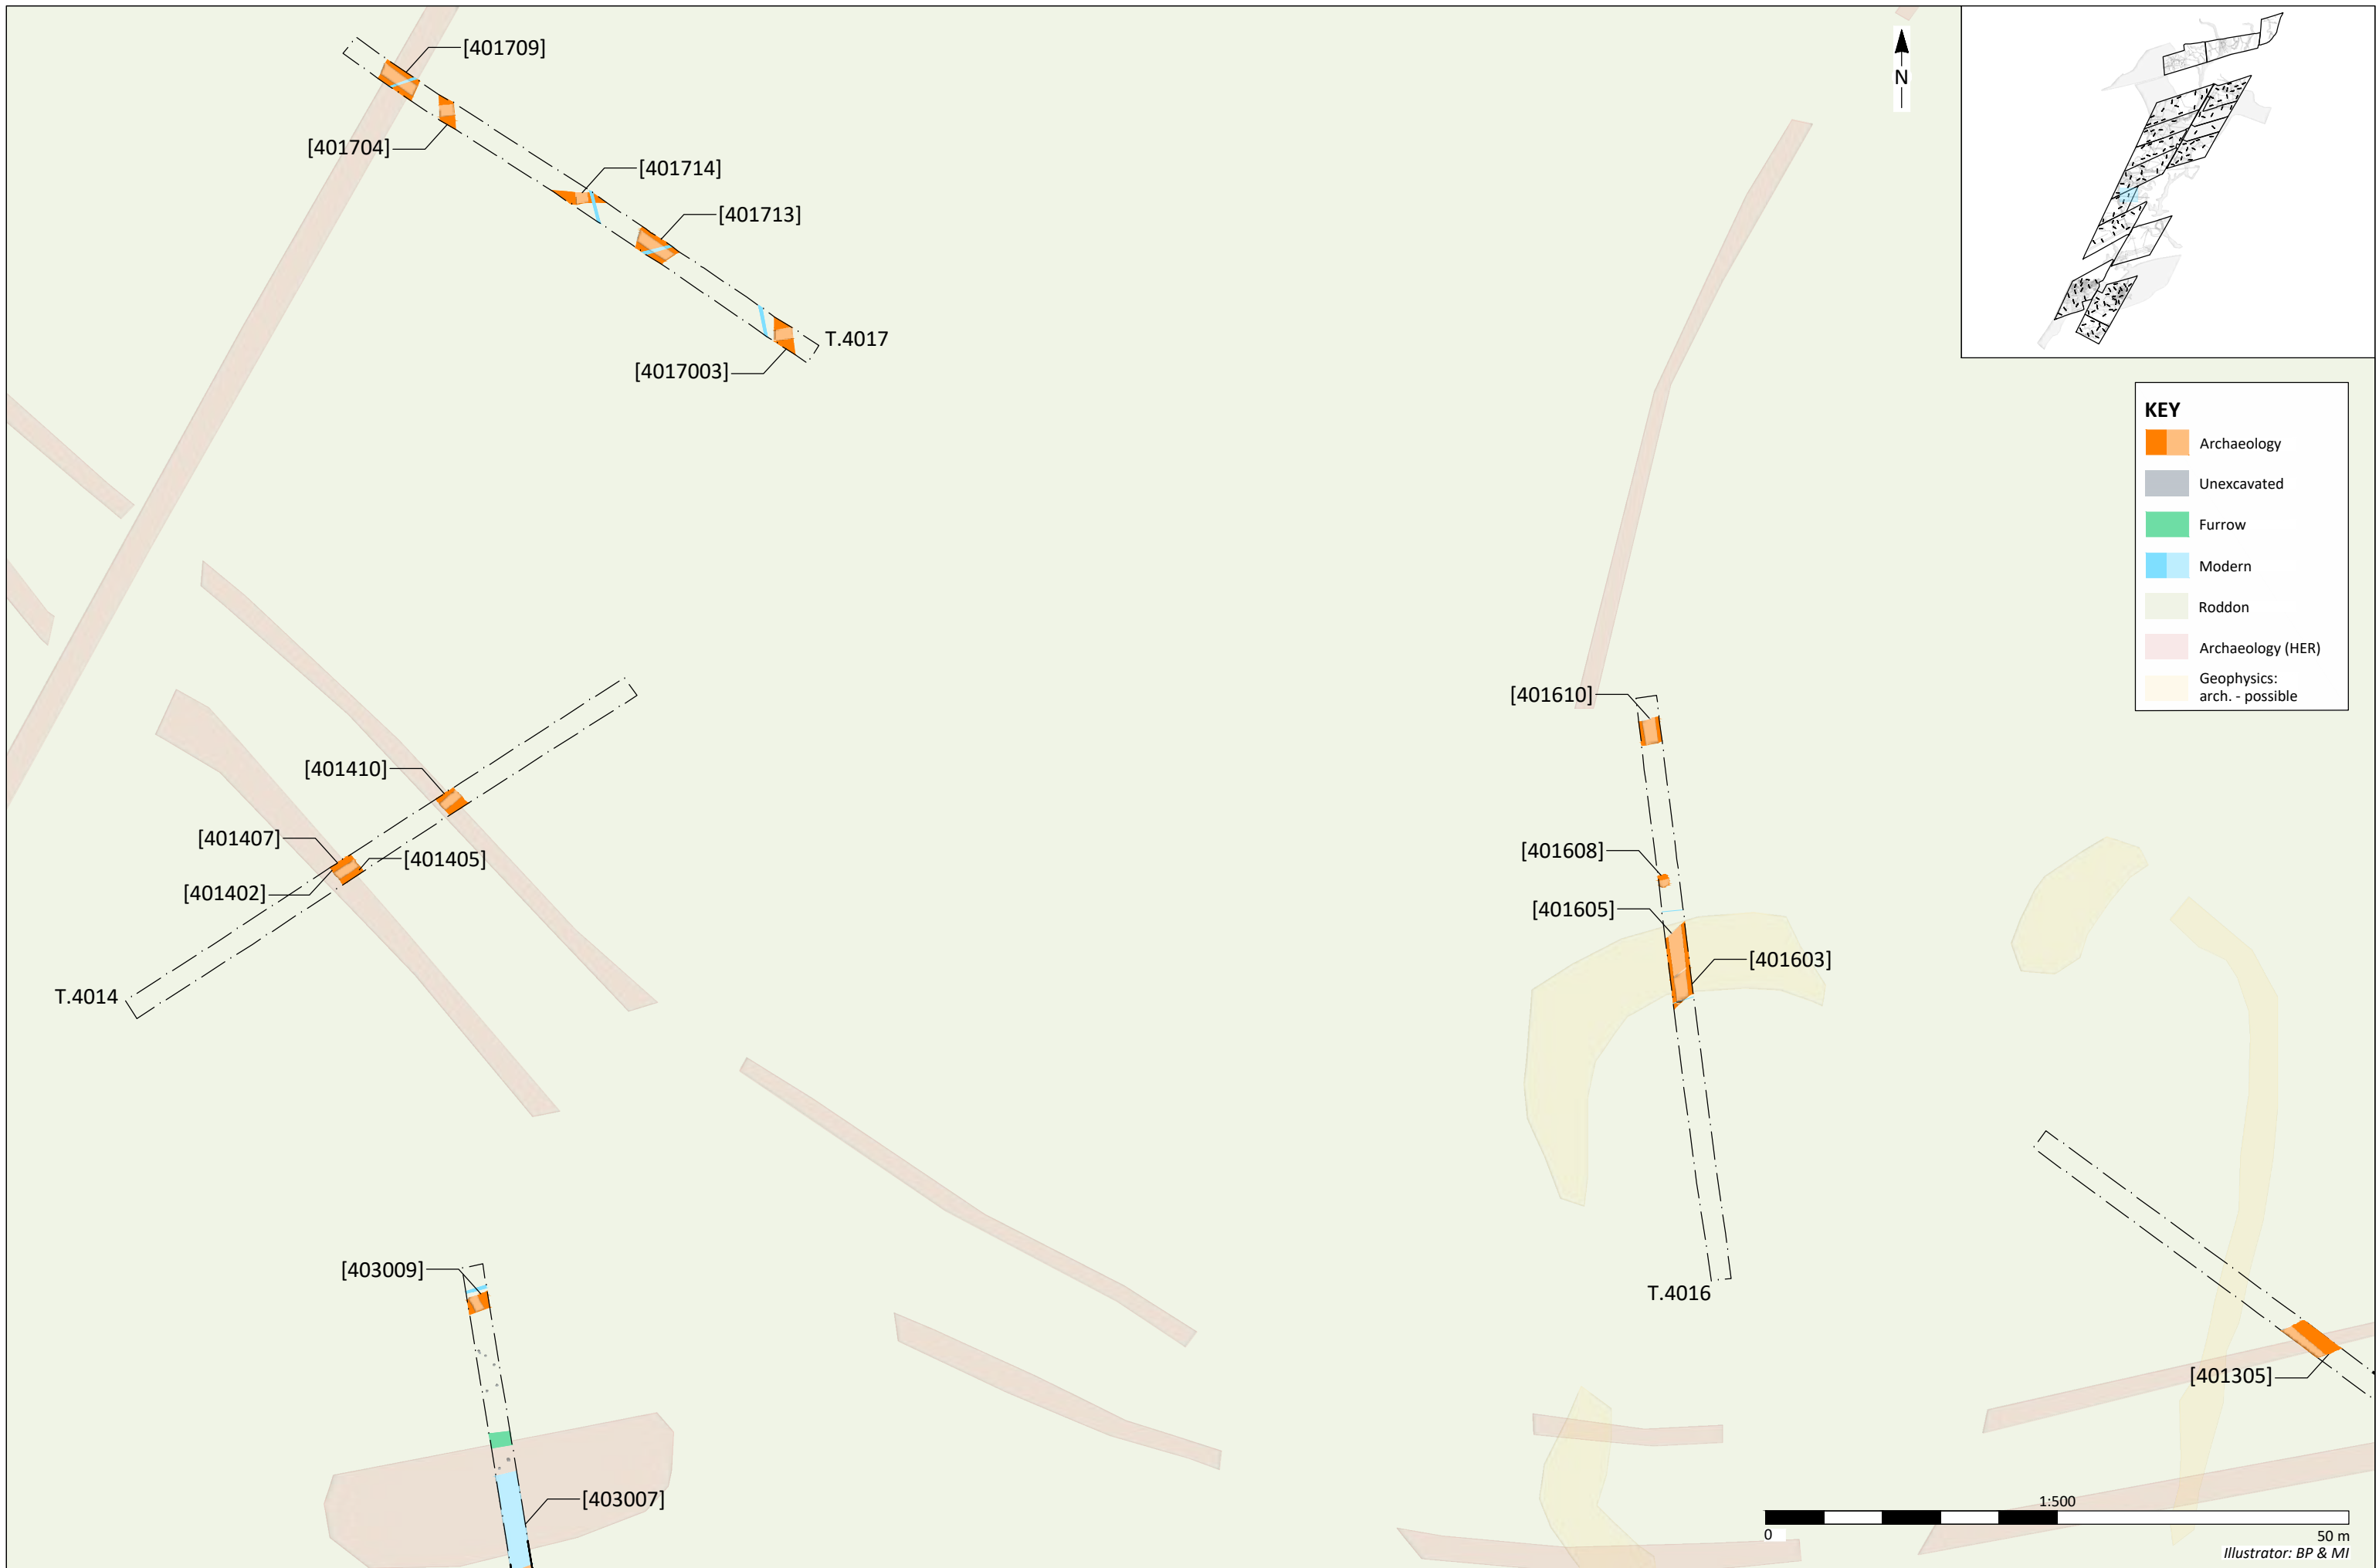 [401709]
N
[401704]
[401714]
[401713]
T.4017
[4017003]
KEY
Archaeology
Unexcavated
Furrow
Modern
Roddon
Archaeology (HER)
Geophysics:
arch. - possible
[401610]
[401410]
[401407]
[401405]
[401402]
[401608]
[401605]
[401603]
T.4014
[403009]
T.4016
[401305]
[403007]
1:500
0
50 m
Illustrator: BP & MI